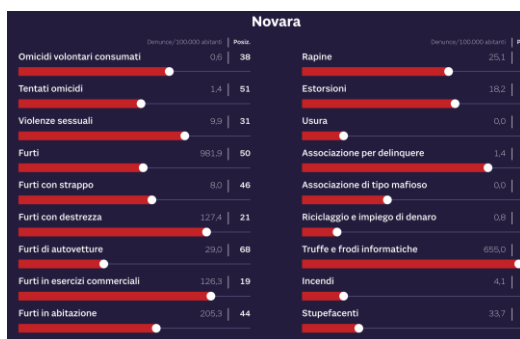 Novara
Denunce/100.000 abitanti | Posiz.
Omicidi volontari consumati 0,6 | 38
Tentati omicidi 1,4 | 51
Violenze sessuali 9,9 | 31
Furti 981,9 | 50
Furti con strappo 8,0 | 46
Furti con destrezza 127,4 | 21
Furti di autovetture 29,0 | 68
Furti in esercizi commerciali 126,3 | 19
Furti in abitazione 205,3 | 44
Denunce/100.000 abitanti | P
Rapine 25,1 |
Estorsioni 18,2 |
Usura 0,0 |
Associazione per delinquere 1,4 |
Associazione di tipo mafioso 0,0 |
Riciclaggio e impiego di denaro 0,8 |
Truffe e frodi informatiche 655,0 |
Incendi 4,1 |
Stupefacenti 33,7 |